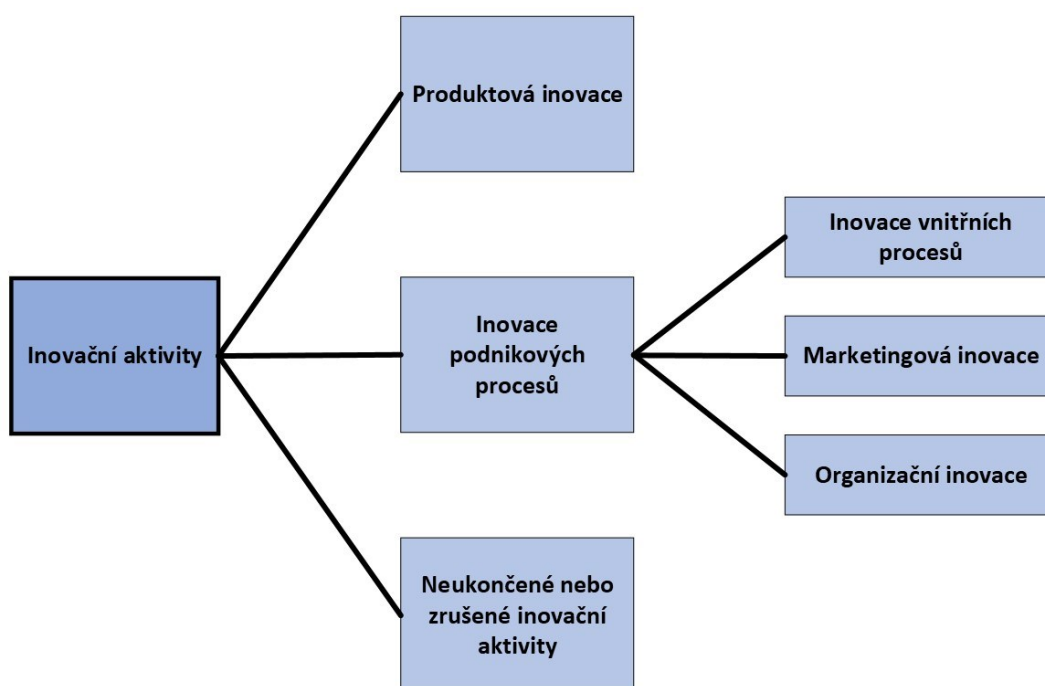 Produktová inovace
Inovační aktivity
Inovace
podnikových
procesů
Neukončené nebo
zrušené inovační
aktivity
Inovace vnitřních
procesů
Marketingová inovace
Organizační inovace